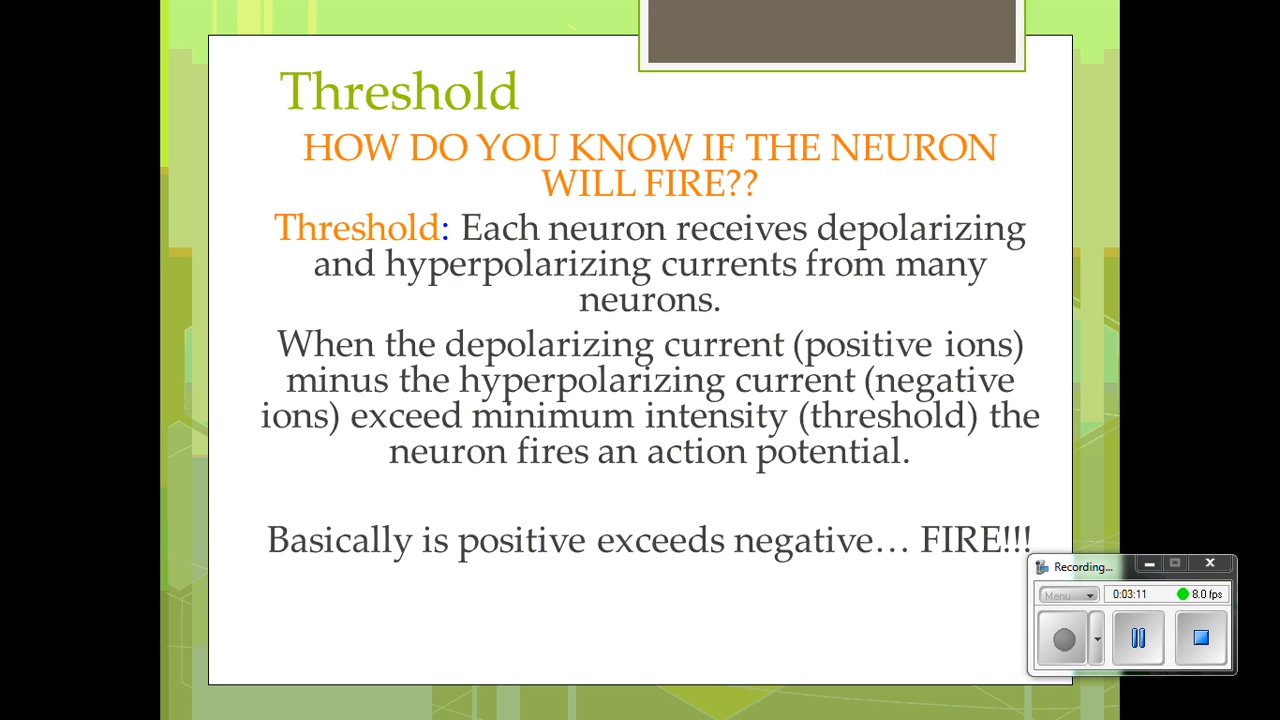 Threshold
HOW DO YOU KNOW IF THE NEURON
WILL FIRE??
Threshold: Each neuron receives depolarizing
and hyperpolarizing currents from many
neurons.
When the depolarizing current (positive ions)
minus the hyperpolarizing current (negative
ions) exceed minimum intensity (threshold) the
neuron fires an action potential.
Basically is positive exceeds negative… FIRE!!!
Recording...
Menu
0:03:11
8.0 fps